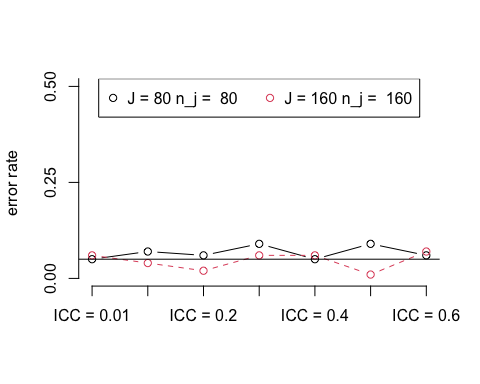 J = 80 n_j = 80 J = 160 n_j = 160
error rate
0.50
0.25
0.00
ICC = 0.01 ICC = 0.2 ICC = 0.4 ICC = 0.6